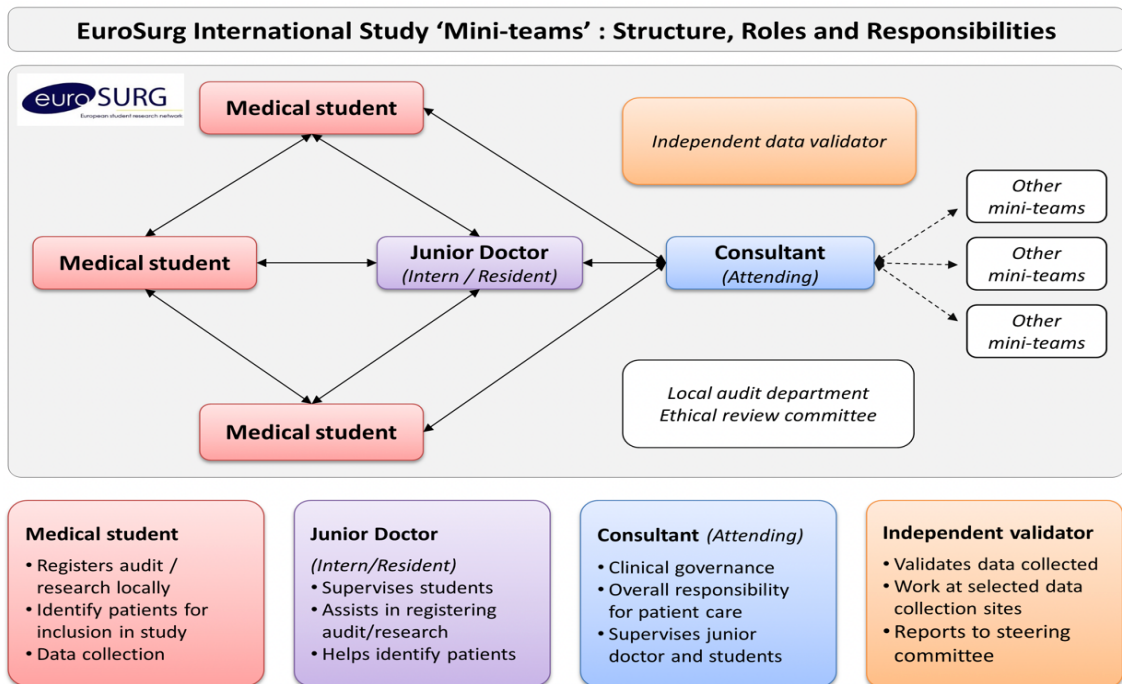 EuroSurg International Study ‘Mini-teams’ : Structure, Roles and Responsibilities
euroSURG
European student research network
Medical student
Independent data validator
Other
mini-teams
Medical student
Junior Doctor
(Intern / Resident)
Consultant
(Attending)
Other
mini-teams
Other
mini-teams
Local audit department
Ethical review committee
Medical student
Medical student
• Registers audit /
research locally
• Identify patients for
inclusion in study
• Data collection
Junior Doctor
(Intern/Resident)
• Supervises students
• Assists in registering
audit/research
• Helps identify patients
Consultant (Attending)
• Clinical governance
• Overall responsibility
for patient care
• Supervises junior
doctor and students
Independent validator
• Validates data collected
• Work at selected data
collection sites
• Reports to steering
committee